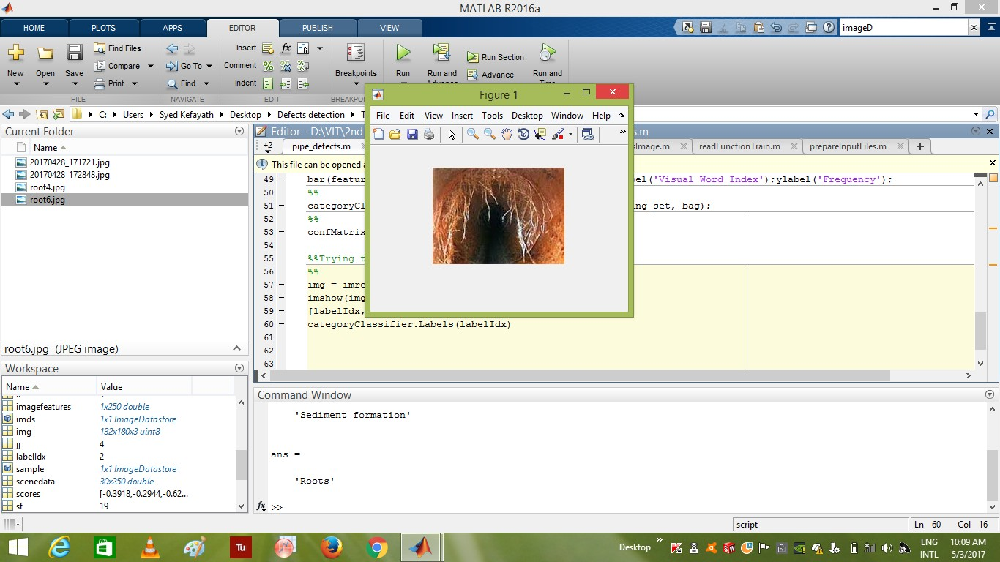 MATLAB R2016a
HOME PLOTS APPS EDITOR PUBLISH VIEW imageD
New Open Save Find Files Compare Print
Go To Find
Insert fx
Comment
Indent
Breakpoints Run Run and Advance Run Section Advance Run and Time
FILE NAVIGATE EDIT
C: Users Syed Kefayath Desktop Defects detection
Current Folder
Name
20170428_171721.jpg
20170428_172848.jpg
root4.jpg
root6.jpg
root6.jpg (JPEG image)
Workspace
Name Value
imagefeatures 1x250 double
imds 1x1 ImageDatastore
img 132x180x3 uint8
jj 4
labelIdx 2
sample 1x1 ImageDatastore
scenedata 30x250 double
scores [-0.3918,-0.2944,-0.62...
sf 19
Editor - D:\VIT\2nd s.m
+2 pipe_defects.m sImage.m readFunctionTrain.m prepareInputFiles.m
This file can be opened a
49 bar(featur el('Visual Word Index');ylabel('Frequency');
50 %%
51 categoryCl ng_set, bag);
52 %%
53 confMatrix
54
55 %%Trying t
56 %%
57 img = imre
58 imshow(img
59 [labelIdx,
60 categoryClassifier.Labels(labelIdx)
61
62
63
Figure 1
File Edit View Insert Tools Desktop Window Help
Command Window
'Sediment formation'
ans =
'Roots'
fx >>
script Ln 60 Col 16
Tu Desktop ENG 10:09 AM
INTL 5/3/2017